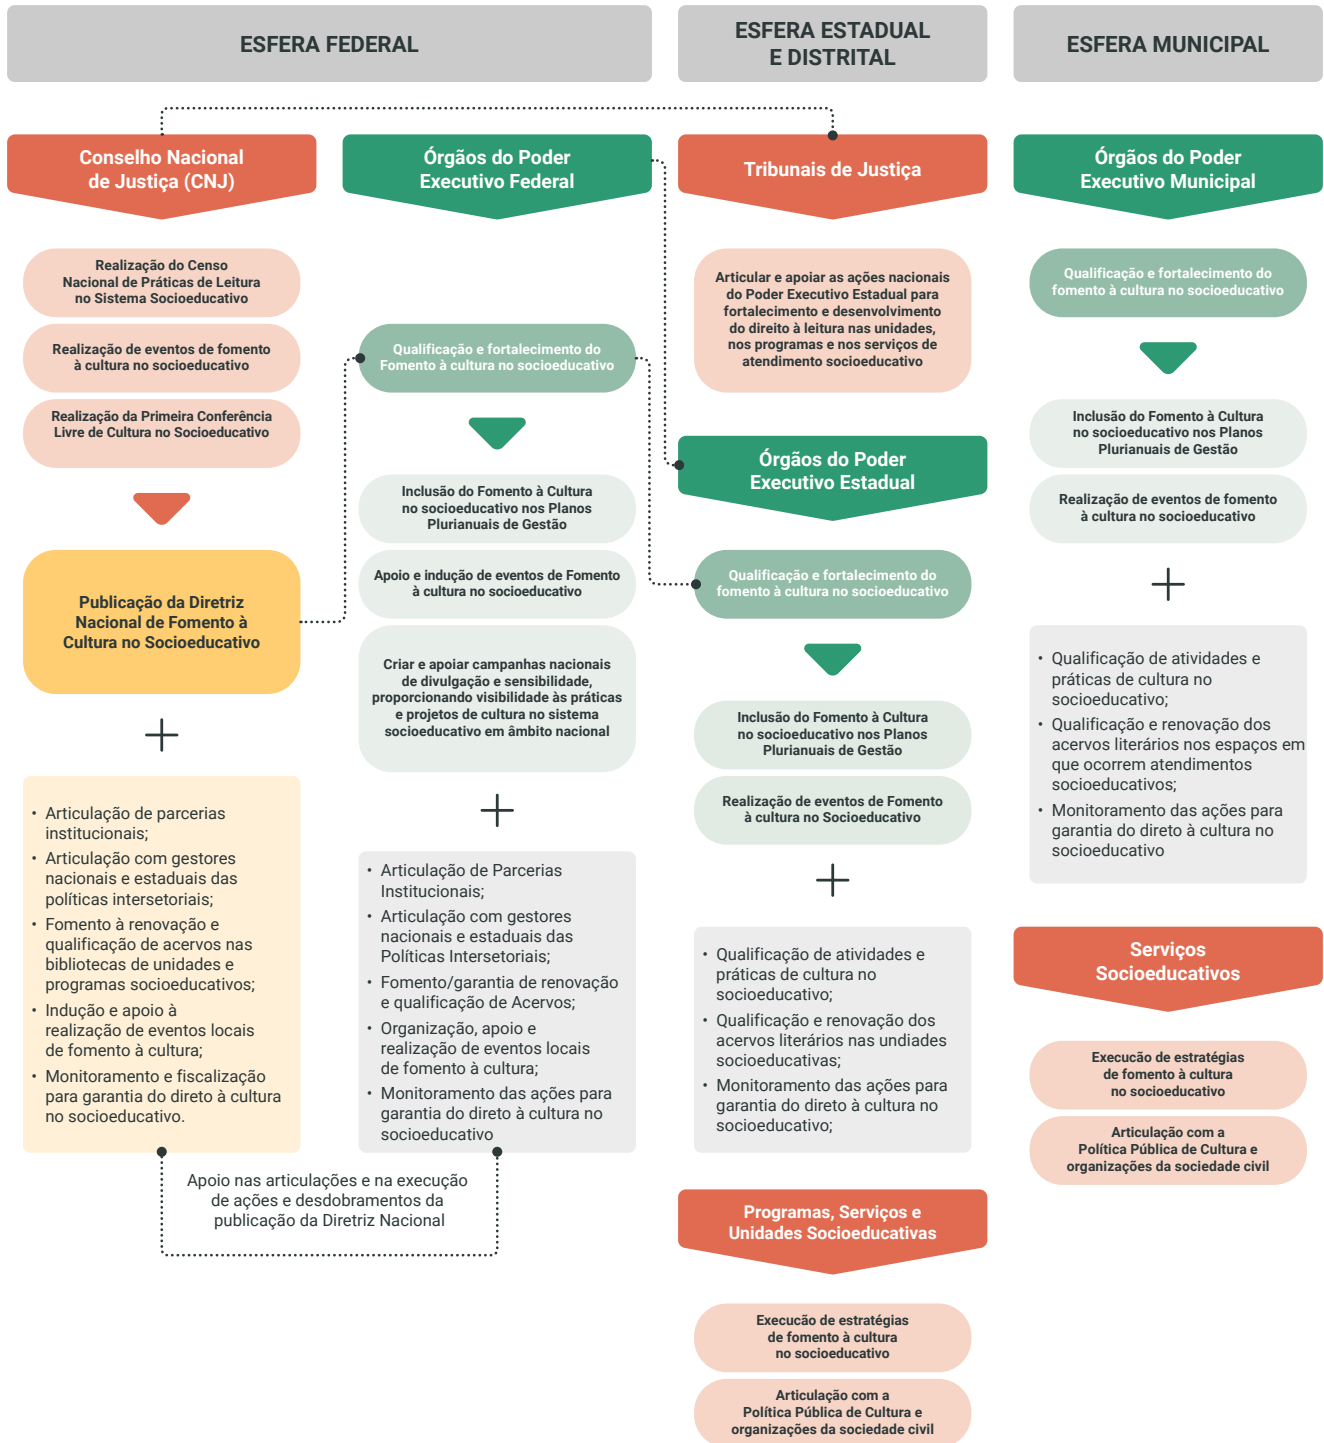 ESFERA FEDERAL
ESFERA ESTADUAL
E DISTRITAL
ESFERA MUNICIPAL
Conselho Nacional
de Justiça (CNJ)
Realização do Censo
Nacional de Práticas de Leitura
no Sistema Socioeducativo
Realização de eventos de fomento
à cultura no socioeducativo
Realização da Primeira Conferência
Livre de Cultura no Socioeducativo
Publicação da Diretriz
Nacional de Fomento à
Cultura no Socioeducativo
• Articulação de parcerias
institucionais;
• Articulação com gestores
nacionais e estaduais das
políticas intersetoriais;
• Fomento à renovação e
qualificação de acervos nas
bibliotecas de unidades e
programas socioeducativos;
• Indução e apoio à
realização de eventos locais
de fomento à cultura;
• Monitoramento e fiscalização
para garantia do direto à cultura
no socioeducativo.
Órgãos do Poder
Executivo Federal
Qualificação e fortalecimento do
Fomento à cultura no socioeducativo
Inclusão do Fomento à Cultura
no socioeducativo nos Planos
Plurianuais de Gestão
Apoio e indução de eventos de Fomento
à cultura no socioeducativo
Criar e apoiar campanhas nacionais
de divulgação e sensibilidade,
proporcionando visibilidade às práticas
e projetos de cultura no sistema
socioeducativo em âmbito nacional
• Articulação de Parcerias
Institucionais;
• Articulação com gestores
nacionais e estaduais das
Políticas Intersetoriais;
• Fomento/garantia de renovação
e qualificação de Acervos;
• Organização, apoio e
realização de eventos locais
de fomento à cultura;
• Monitoramento das ações para
garantia do direto à cultura no
socioeducativo
Apoio nas articulações e na execução
de ações e desdobramentos da
publicação da Diretriz Nacional
Tribunais de Justiça
Articular e apoiar as ações nacionais
do Poder Executivo Estadual para
fortalecimento e desenvolvimento
do direito à leitura nas unidades,
nos programas e nos serviços de
atendimento socioeducativo
Órgãos do Poder
Executivo Estadual
Qualificação e fortalecimento do
fomento à cultura no socioeducativo
Inclusão do Fomento à Cultura
no socioeducativo nos Planos
Plurianuais de Gestão
Realização de eventos de Fomento
à cultura no Socioeducativo
• Qualificação de atividades e
práticas de cultura no
socioeducativo;
• Qualificação e renovação dos
acervos literários nas undiades
socioeducativas;
• Monitoramento das ações para
garantia do direto à cultura no
socioeducativo;
Programas, Serviços e
Unidades Socioeducativas
Execucão de estratégias
de fomento à cultura
no socioeducativo
Articulação com a
Política Pública de Cultura e
organizações da sociedade civil
Órgãos do Poder
Executivo Municipal
Qualificação e fortalecimento do
fomento à cultura no socioeducativo
Inclusão do Fomento à Cultura
no socioeducativo nos Planos
Plurianuais de Gestão
Realização de eventos de fomento
à cultura no socioeducativo
• Qualificação de atividades e
práticas de cultura no
socioeducativo;
• Qualificação e renovação dos
acervos literários nos espaços em
que ocorrem atendimentos
socioeducativos;
• Monitoramento das ações para
garantia do direto à cultura no
socioeducativo
Serviços
Socioeducativos
Execucão de estratégias
de fomento à cultura
no socioeducativo
Articulação com a
Política Pública de Cultura e
organizações da sociedade civil